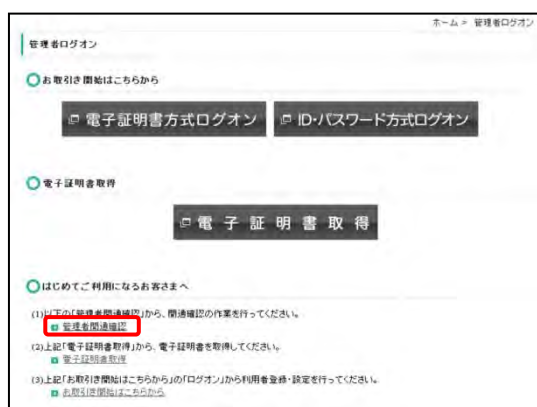 ホーム > 管理者ログオン
管理者ログオン
お取引き開始はこちらから
電子証明書方式ログオン
ID・パスワード方式ログオン
電子証明書取得
電子証明書取得
はじめてご利用になるお客さまへ
(1)以下の「管理者開通確認」から、開通確認の作業を行ってください。
管理者開通確認
(2)上記「電子証明書取得」から、電子証明書を取得してください。
電子証明書取得
(3)上記「お取引き開始はこちらから」の「ログオン」から利用者登録・設定を行ってください。
お取引き開始はこちらから